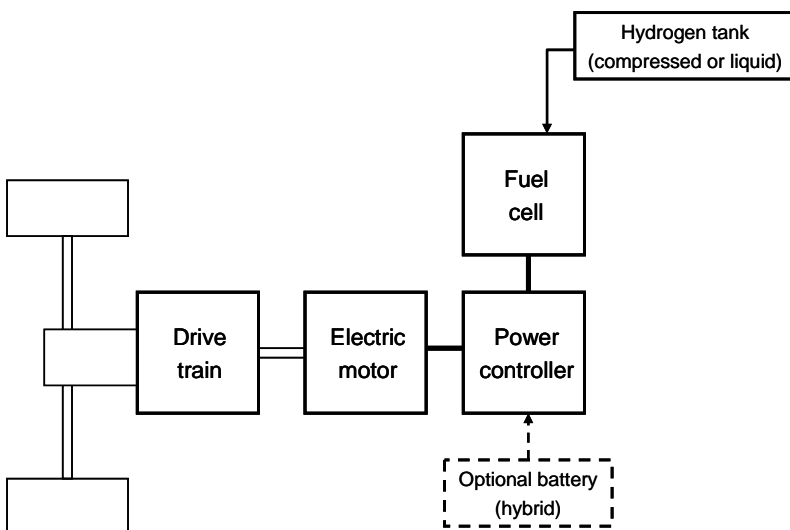 Hydrogen tank
(compressed or liquid)
Fuel
cell
Drive
train
Electric
motor
Power
controller
Optional battery
(hybrid)